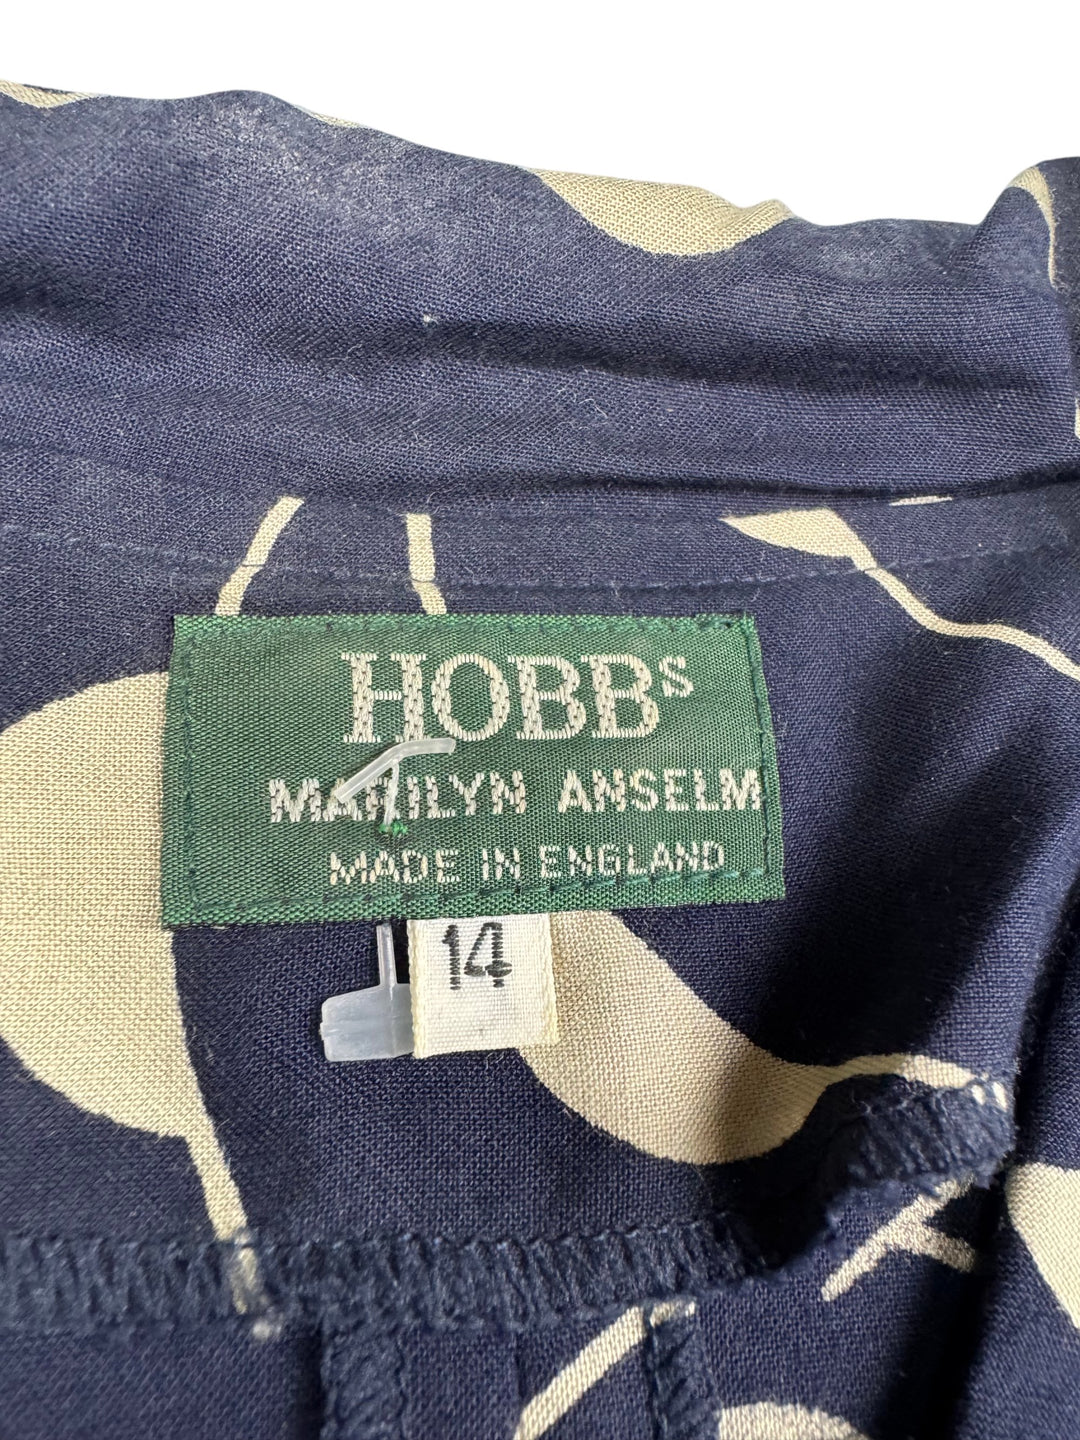 HOBBS
MARILYN ANSELM
MADE IN ENGLAND
14